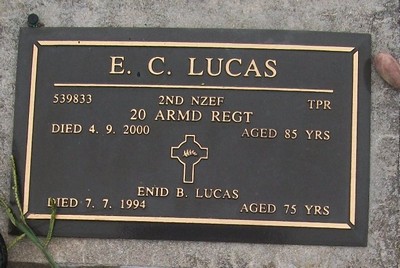 E. C. LUCAS
539833 2ND NZEF TPR
20 ARMD REGT
DIED 4. 9. 2000 AGED 85 YRS
ENID B. LUCAS
DIED 7. 7. 1994 AGED 75 YRS